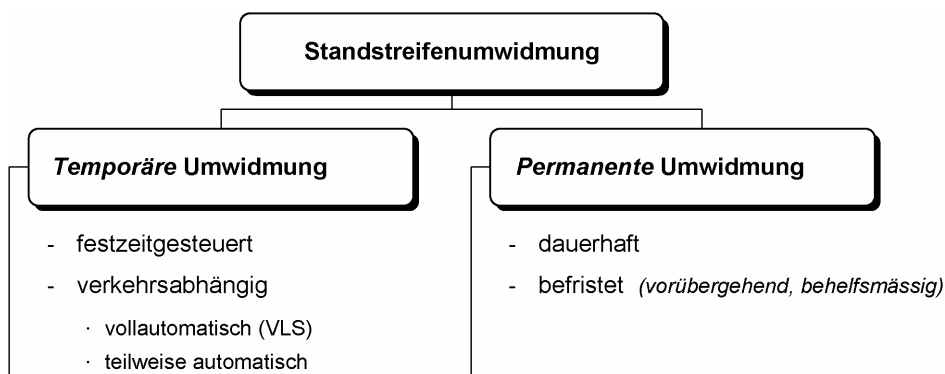 Standstreifenumwidmung
Temporäre Umwidmung
- festzeitgesteuert
- verkehrsabhängig
· vollautomatisch (VLS)
· teilweise automatisch
Permanente Umwidmung
- dauerhaft
- befristet (vorübergehend, behelfsmässig)